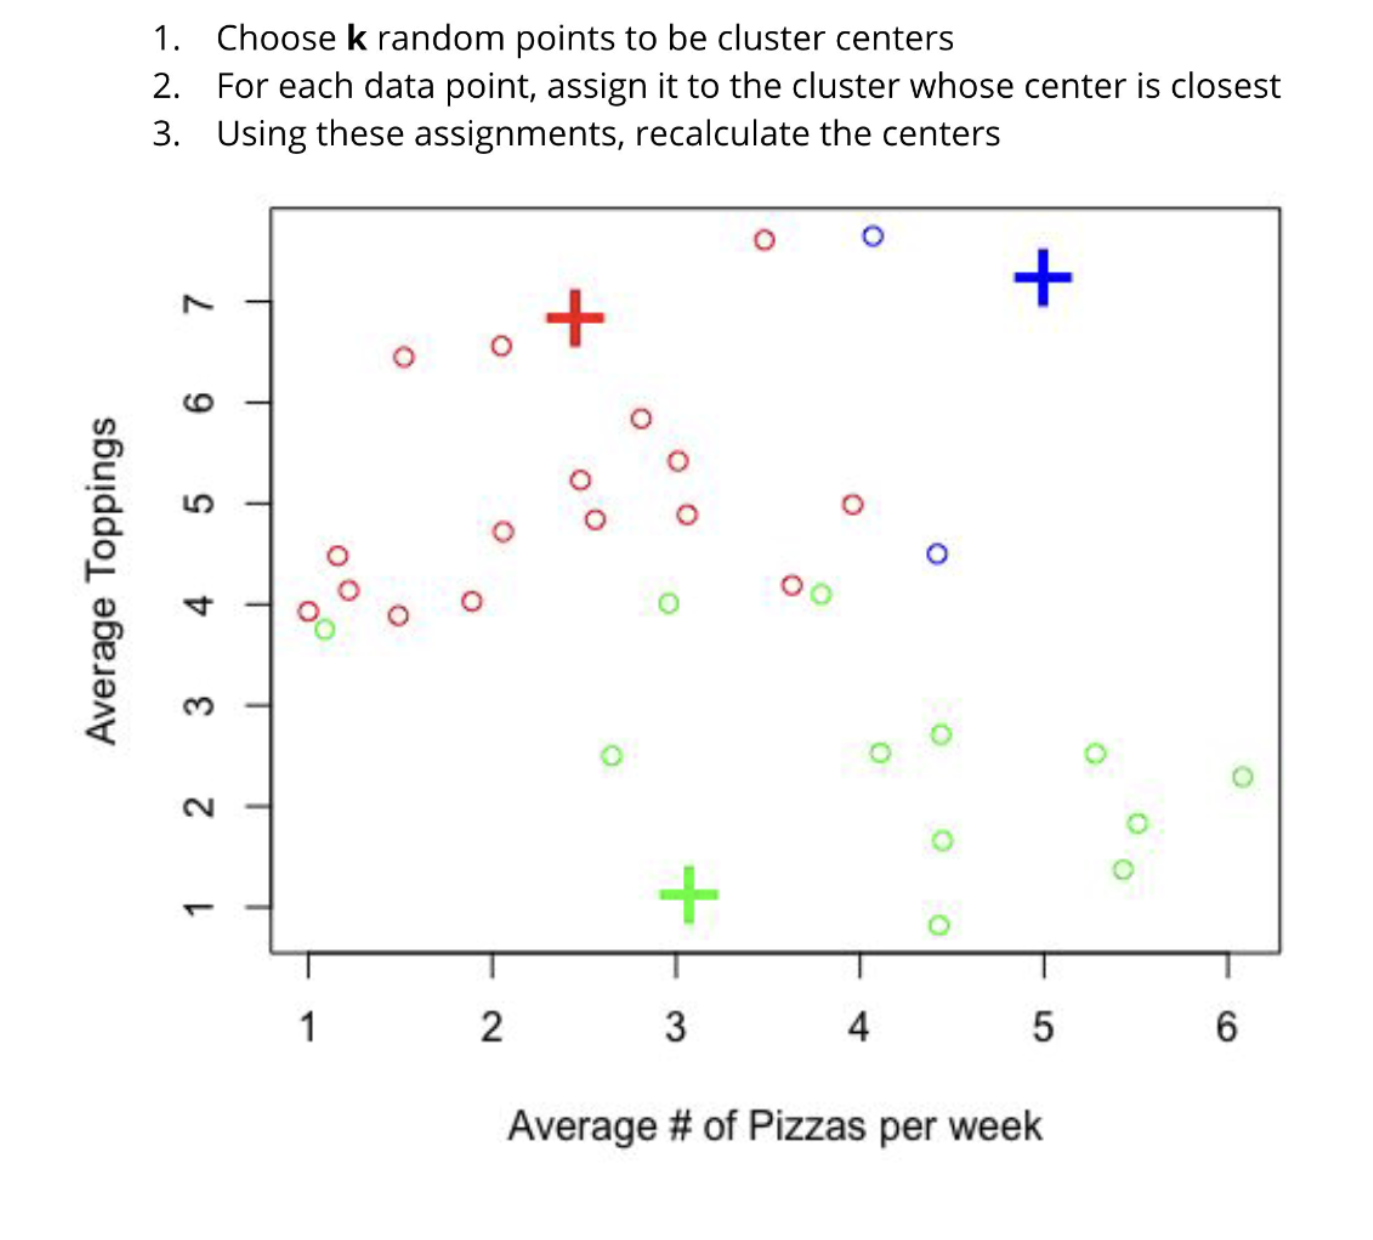 1. Choose k random points to be cluster centers
2. For each data point, assign it to the cluster whose center is closest
3. Using these assignments, recalculate the centers
7
6
5
4
3
2
1
Average Toppings
1 2 3 4 5 6
Average # of Pizzas per week